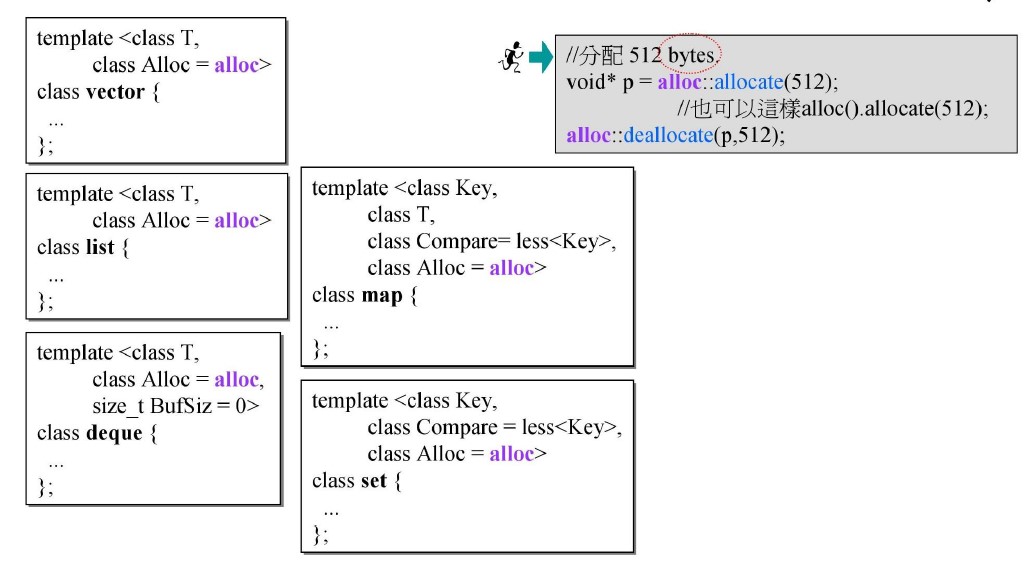 template <class T,
class Alloc = alloc>
class vector {
...
};
template <class T,
class Alloc = alloc>
class list {
...
};
template <class T,
class Alloc = alloc,
size_t BufSiz = 0>
class deque {
...
};
template <class Key,
class T,
class Compare= less<Key>,
class Alloc = alloc>
class map {
...
};
template <class Key,
class Compare = less<Key>,
class Alloc = alloc>
class set {
...
};
//分配 512 bytes.
void* p = alloc::allocate(512);
//也可以這樣alloc().allocate(512);
alloc::deallocate(p,512);